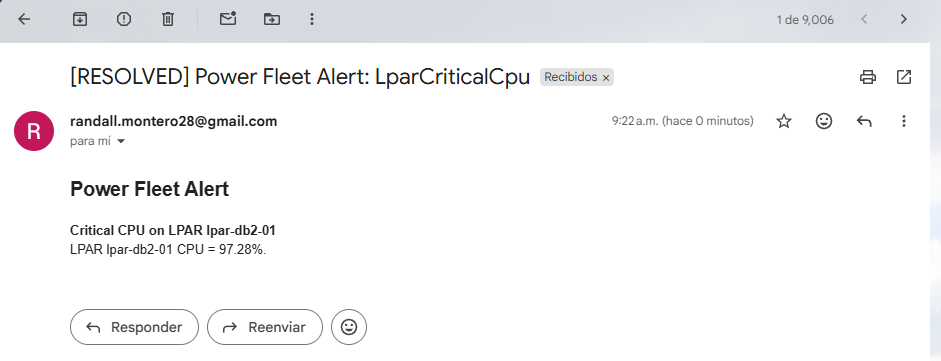 1 de 9,006
[RESOLVED] Power Fleet Alert: LparCriticalCpu Recibidos ×
R
randall.montero28@gmail.com 9:22 a.m. (hace 0 minutos)
para mí
Power Fleet Alert
Critical CPU on LPAR lpar-db2-01
LPAR lpar-db2-01 CPU = 97.28%.
Responder Reenviar